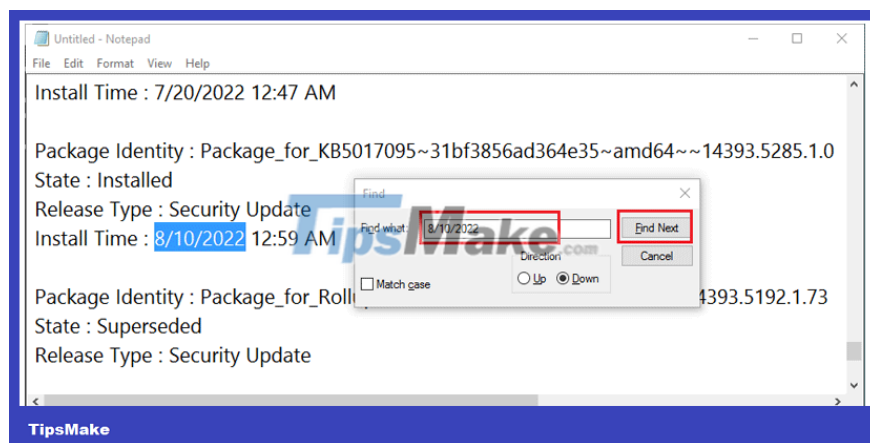 Untitled - Notepad
File Edit Format View Help
Install Time : 7/20/2022 12:47 AM
Package Identity : Package_for_KB5017095~31bf3856ad364e35~amd64~~14393.5285.1.0
State : Installed
Release Type : Security Update
Install Time : 8/10/2022 12:59 AM
Find
Find what: 8/10/2022 Find Next
Direction Cancel
Match case Up Down
TipsMake.com
Package Identity : Package_for_Roll 4393.5192.1.73
State : Superseded
Release Type : Security Update
TipsMake